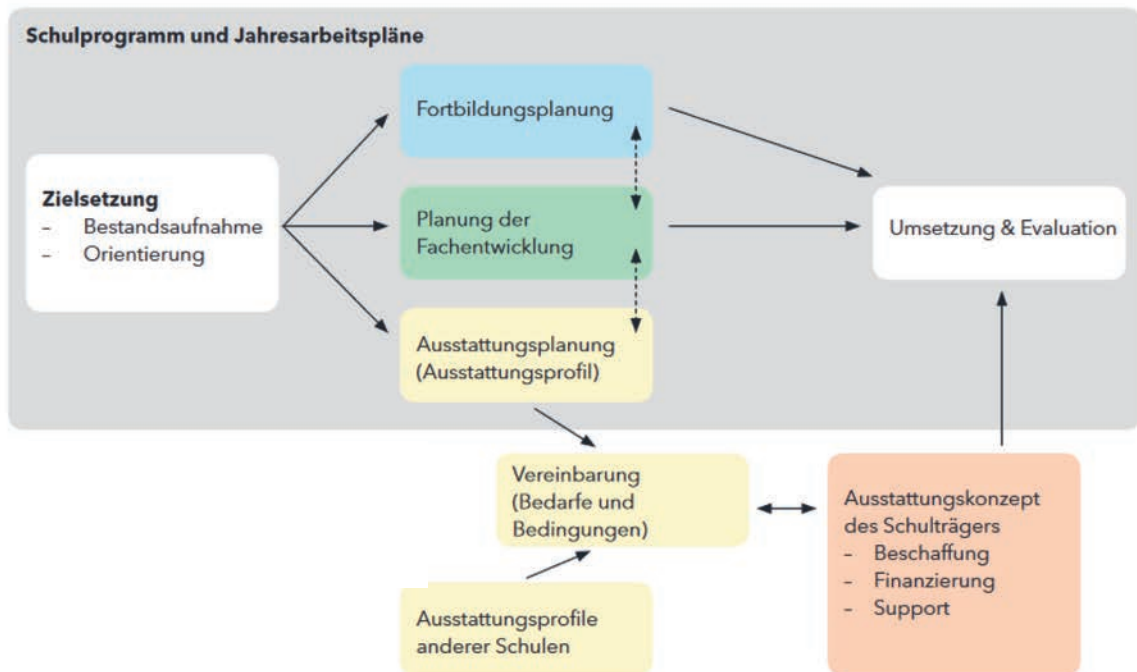 Schulprogramm und Jahresarbeitspläne
Fortbildungsplanung
Zielsetzung
– Bestandsaufnahme
– Orientierung
Planung der
Fachentwicklung
Umsetzung & Evaluation
Ausstattungsplanung
(Ausstattungsprofil)
Vereinbarung
(Bedarfe und
Bedingungen)
Ausstattungskonzept
des Schulträgers
– Beschaffung
– Finanzierung
– Support
Ausstattungsprofile
anderer Schulen